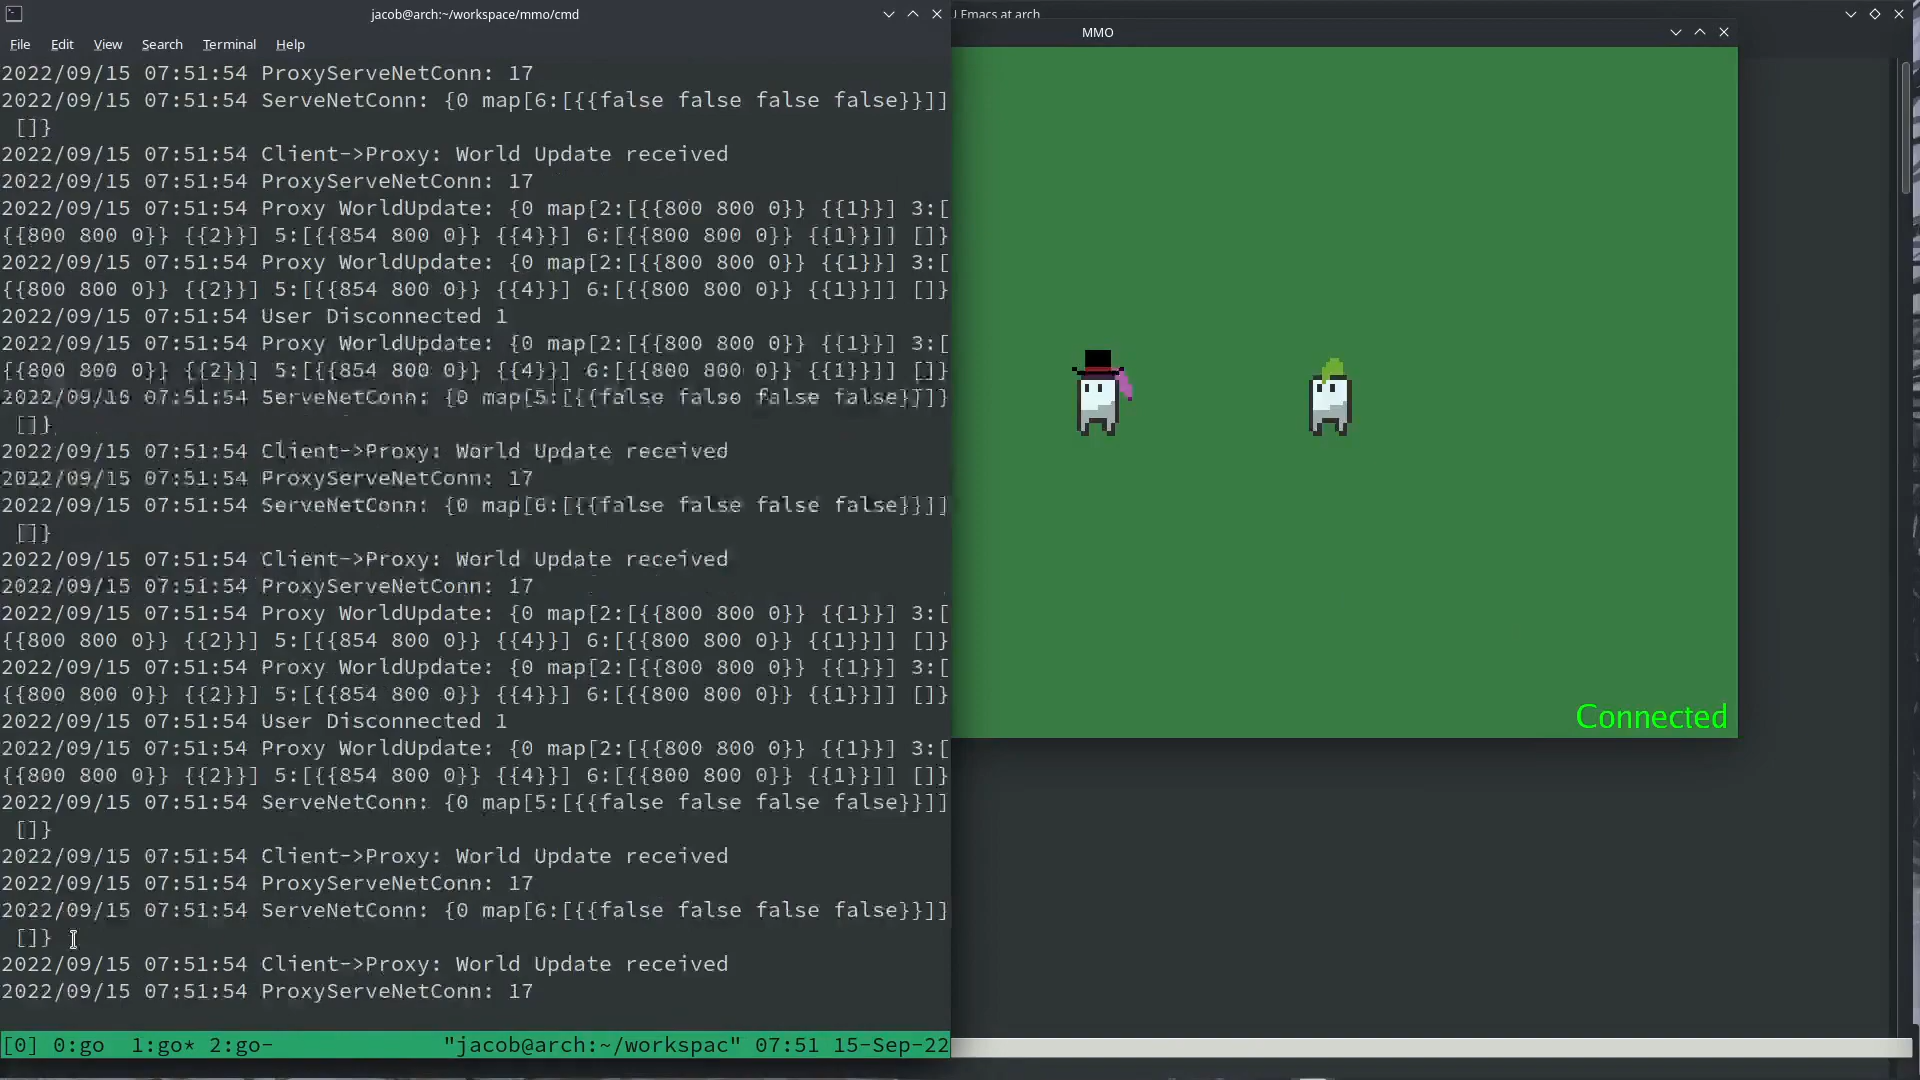 jacob@arch:~/workspace/mmo/cmd
U Emacs at arch
MMO
File Edit View Search Terminal Help
2022/09/15 07:51:54 ProxyServeNetConn: 17
2022/09/15 07:51:54 ServeNetConn: {0 map[6:[{{false false false false}}]]
[]}
2022/09/15 07:51:54 Client->Proxy: World Update received
2022/09/15 07:51:54 ProxyServeNetConn: 17
2022/09/15 07:51:54 Proxy WorldUpdate: {0 map[2:[{{800 800 0}} {{1}}] 3:[
{{800 800 0}} {{2}}] 5:[{{854 800 0}} {{4}}] 6:[{{800 800 0}} {{1}}]] []}
2022/09/15 07:51:54 Proxy WorldUpdate: {0 map[2:[{{800 800 0}} {{1}}] 3:[
{{800 800 0}} {{2}}] 5:[{{854 800 0}} {{4}}] 6:[{{800 800 0}} {{1}}]] []}
2022/09/15 07:51:54 User Disconnected 1
2022/09/15 07:51:54 Proxy WorldUpdate: {0 map[2:[{{800 800 0}} {{1}}] 3:[
{{800 800 0}} {{2}}] 5:[{{854 800 0}} {{4}}] 6:[{{800 800 0}} {{1}}]] []}
2022/09/15 07:51:54 ServeNetConn: {0 map[5:[{{false false false false}}]]
[]}
2022/09/15 07:51:54 Client->Proxy: World Update received
2022/09/15 07:51:54 ProxyServeNetConn: 17
2022/09/15 07:51:54 ServeNetConn: {0 map[6:[{{false false false false}}]]
[]}
2022/09/15 07:51:54 Client->Proxy: World Update received
2022/09/15 07:51:54 ProxyServeNetConn: 17
2022/09/15 07:51:54 Proxy WorldUpdate: {0 map[2:[{{800 800 0}} {{1}}] 3:[
{{800 800 0}} {{2}}] 5:[{{854 800 0}} {{4}}] 6:[{{800 800 0}} {{1}}]] []}
2022/09/15 07:51:54 Proxy WorldUpdate: {0 map[2:[{{800 800 0}} {{1}}] 3:[
{{800 800 0}} {{2}}] 5:[{{854 800 0}} {{4}}] 6:[{{800 800 0}} {{1}}]] []}
2022/09/15 07:51:54 User Disconnected 1
2022/09/15 07:51:54 Proxy WorldUpdate: {0 map[2:[{{800 800 0}} {{1}}] 3:[
{{800 800 0}} {{2}}] 5:[{{854 800 0}} {{4}}] 6:[{{800 800 0}} {{1}}]] []}
2022/09/15 07:51:54 ServeNetConn: {0 map[5:[{{false false false false}}]]
[]}
2022/09/15 07:51:54 Client->Proxy: World Update received
2022/09/15 07:51:54 ProxyServeNetConn: 17
2022/09/15 07:51:54 ServeNetConn: {0 map[6:[{{false false false false}}]]
[]}
2022/09/15 07:51:54 Client->Proxy: World Update received
2022/09/15 07:51:54 ProxyServeNetConn: 17
[0] 0:go 1:go* 2:go- "jacob@arch:~/workspac" 07:51 15-Sep-22
Connected